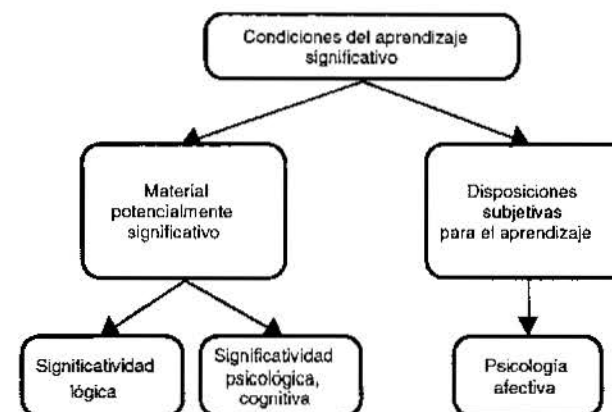 Condiciones del aprendizaje
significativo
Material
potencialmente
significativo
Disposiciones
subjetivas
para el aprendizaje
Significatividad
lógica
Significatividad
psicológica,
cognitiva
Psicología
afectiva